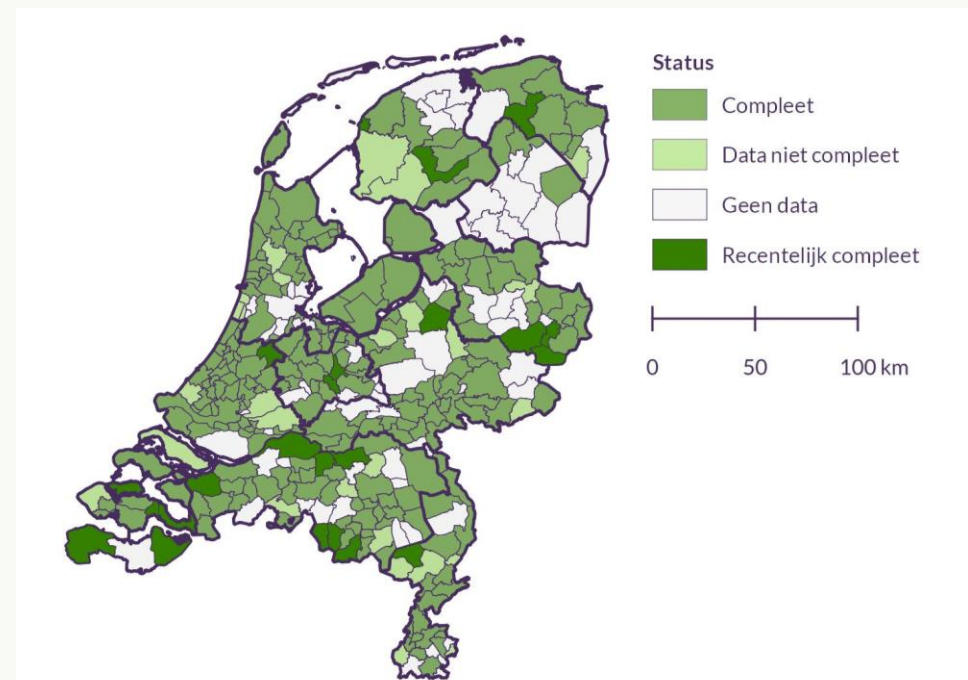 Status
Compleet
Data niet compleet
Geen data
Recentelijk compleet
0 50 100 km